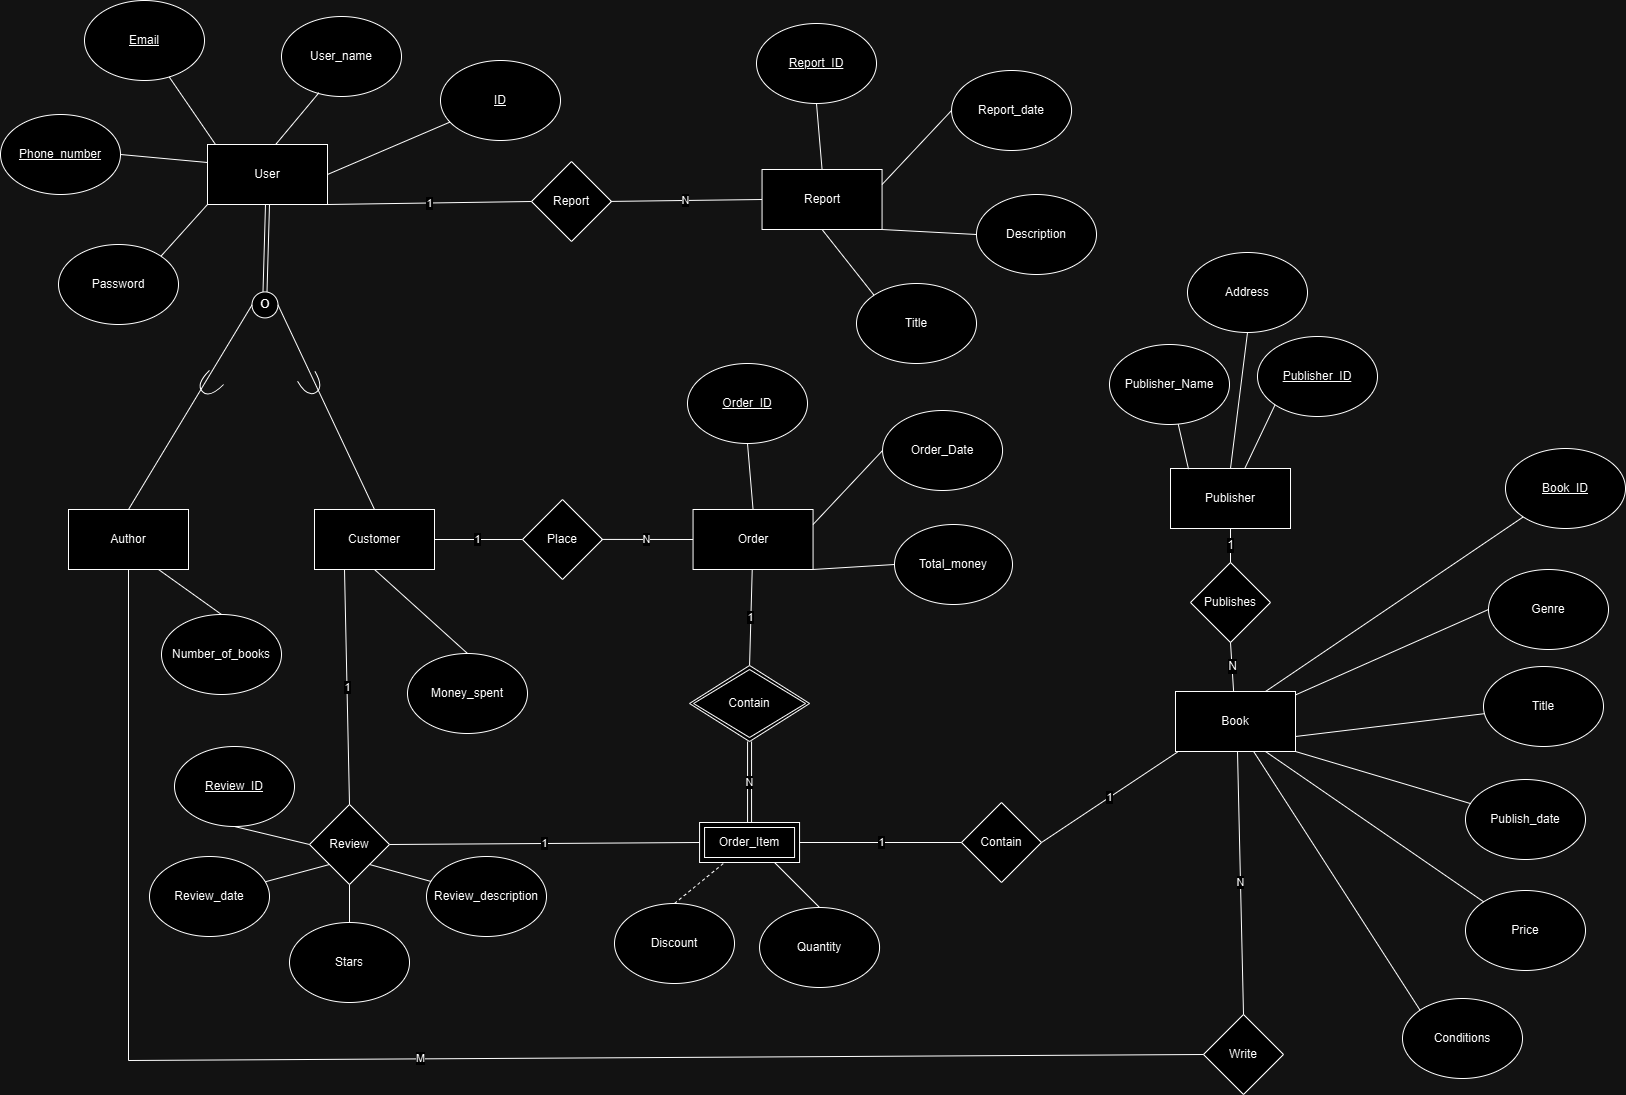 Email
User_name
ID
Phone_number
User
Password
1
Report
N
Report_ID
Report_date
Report
Description
Title
O
Author
Customer
Number_of_books
Money_spent
1
Place
N
Order_ID
Order_Date
Order
Total_money
1
Contain
N
Order_Item
Discount
Quantity
1
Review_ID
Review
Review_date
Review_description
Stars
1
1
Contain
1
Address
Publisher_Name
Publisher_ID
Publisher
1
Publishes
N
Book_ID
Genre
Book
Title
Publish_date
Price
Conditions
N
Write
M